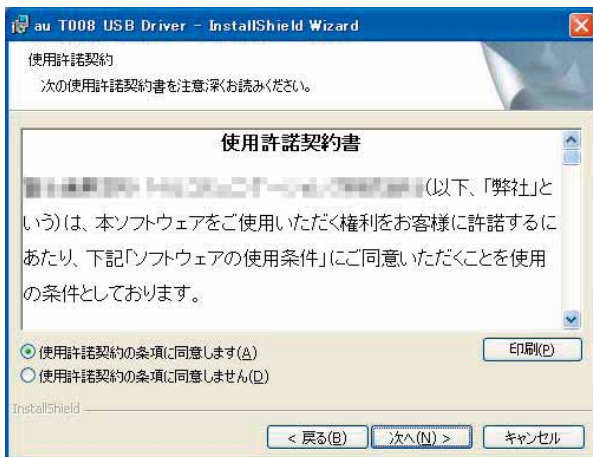 au T008 USB Driver - InstallShield Wizard
使用許諾契約
次の使用許諾契約書を注意深くお読みください。
使用許諾契約書
(以下、「弊社」と
いう)は、本ソフトウェアをご使用いただく権利をお客様に許諾するに
あたり、下記「ソフトウェアの使用条件」にご同意いただくことを使用
の条件としております。
使用許諾契約の条項に同意します(A)
印刷(P)
使用許諾契約の条項に同意しません(D)
InstallShield
< 戻る(B)
次へ(N) >
キャンセル